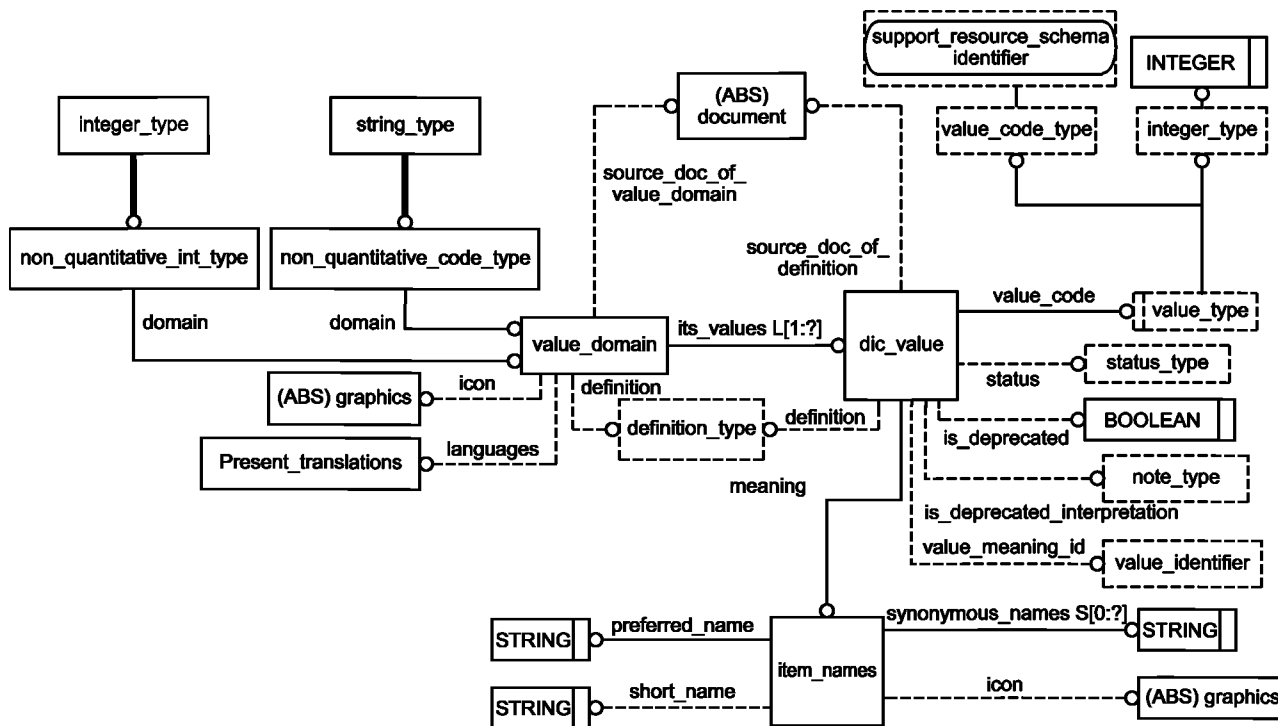 support_resource_schema
identifier
INTEGER
(ABS)
document
integer_type
string_type
value_code_type
integer_type
source_doc_of_
value_domain
non_quantitative_int_type
non_quantitative_code_type
source_doc_of_
definition
value_code
value_type
domain
domain
value_domain
its_values L[1:?]
dic_value
status
status_type
(ABS) graphics
icon
definition
definition_type
definition
is_deprecated
BOOLEAN
Present_translations
languages
note_type
meaning
is_deprecated_interpretation
value_meaning_id
value_identifier
STRING
preferred_name
item_names
synonymous_names S[0:?]
STRING
STRING
short_name
icon
(ABS) graphics